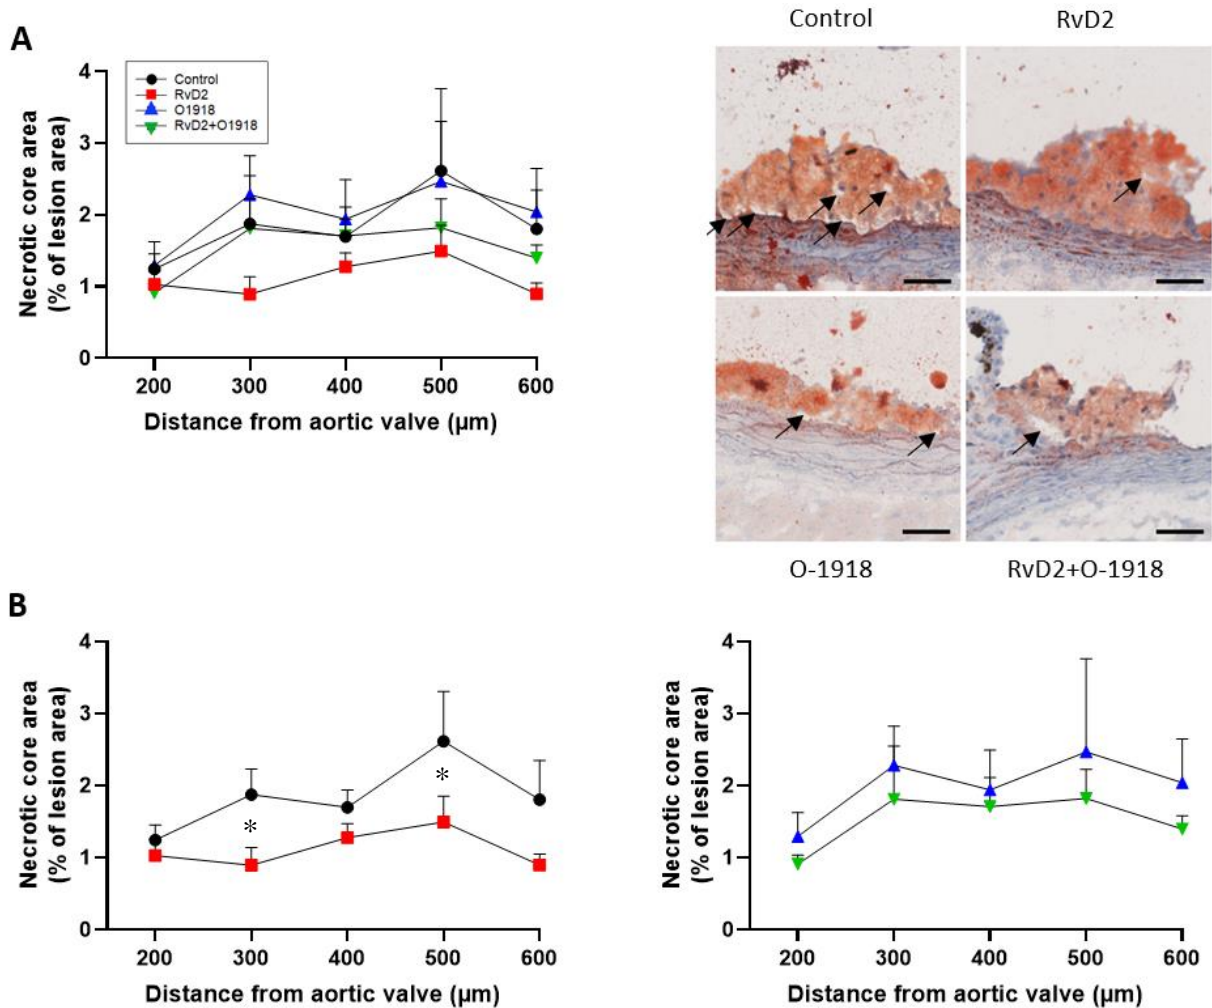 A
Control
RvD2
O1918
RvD2+O1918
Necrotic core area
(% of lesion area)
4
3
2
1
0
200 300 400 500 600
Distance from aortic valve (µm)
Control RvD2
O-1918 RvD2+O-1918
B
Necrotic core area
(% of lesion area)
4
3
2
1
0
*
*
200 300 400 500 600
Distance from aortic valve (µm)
Necrotic core area
(% of lesion area)
4
3
2
1
0
200 300 400 500 600
Distance from aortic valve (µm)